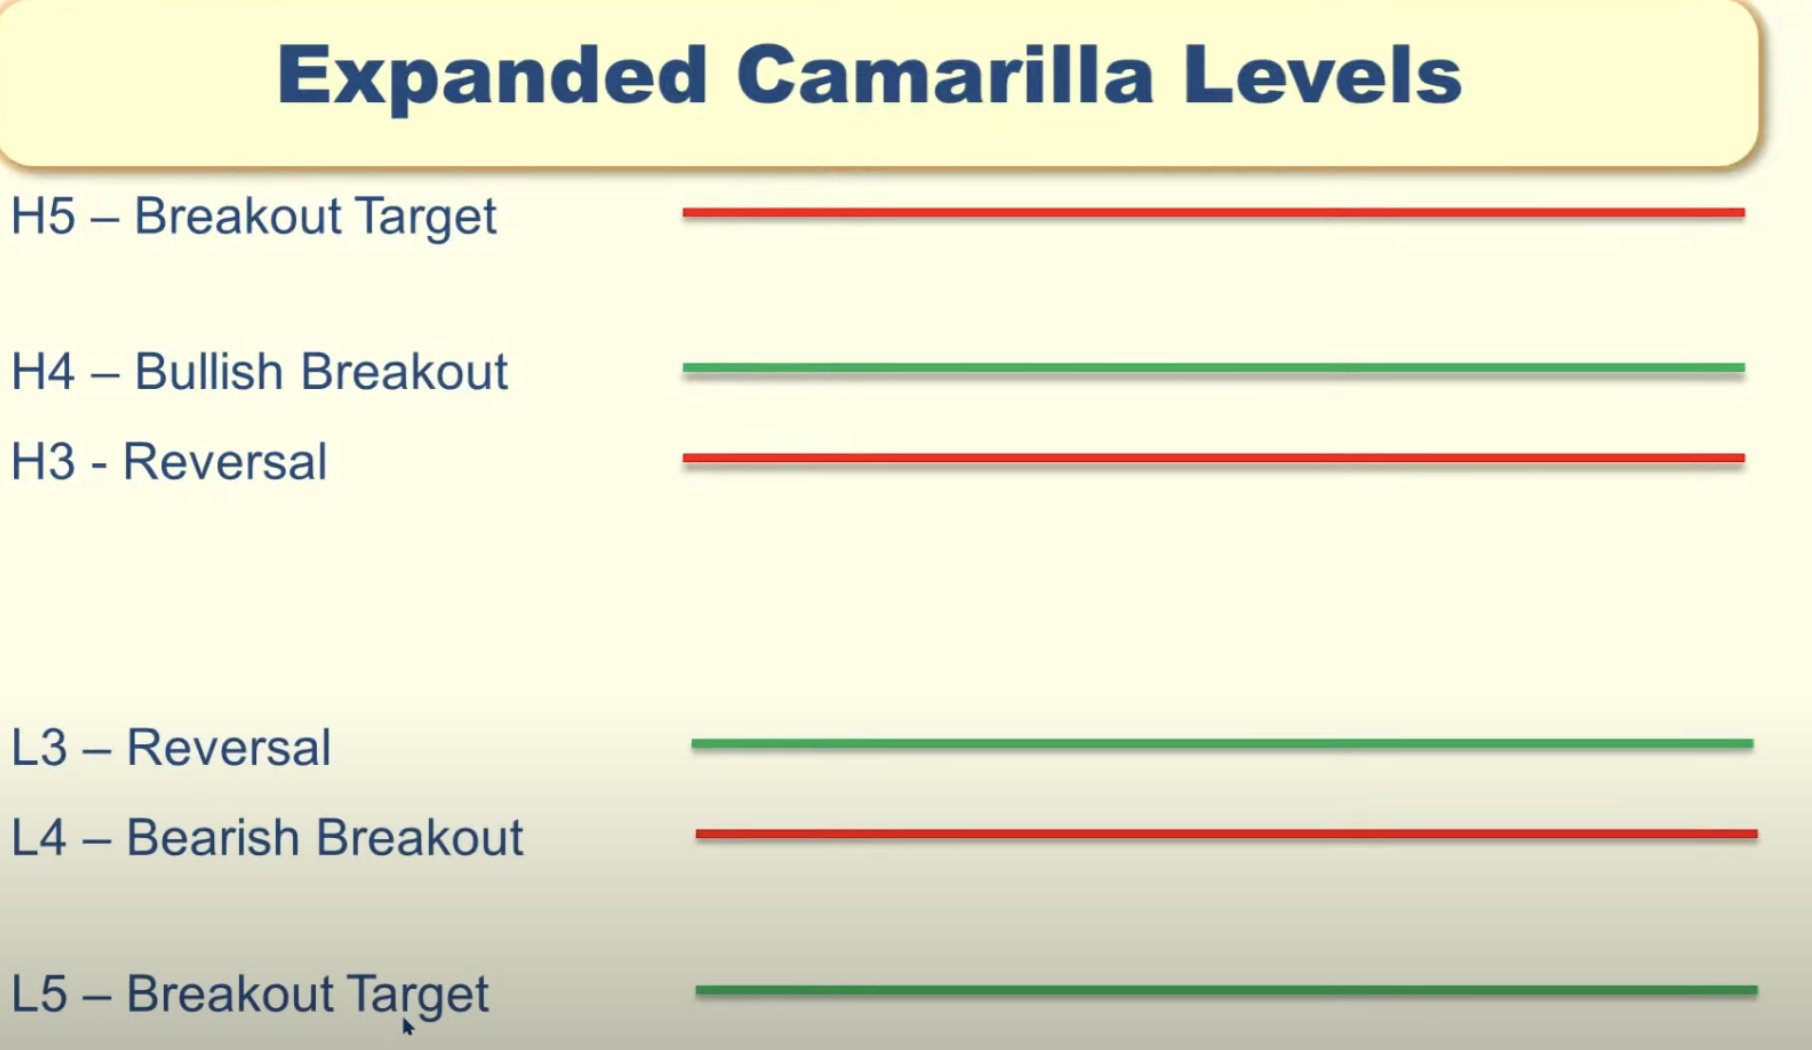 Expanded Camarilla Levels
H5 – Breakout Target
H4 – Bullish Breakout
H3 - Reversal
L3 – Reversal
L4 – Bearish Breakout
L5 – Breakout Target